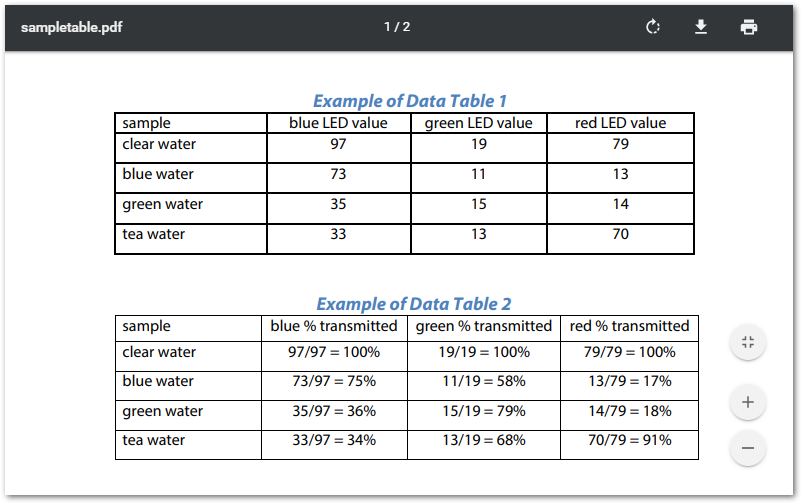 sampletable.pdf 1 / 2
Example of Data Table 1
sample blue LED value green LED value red LED value
clear water 97 19 79
blue water 73 11 13
green water 35 15 14
tea water 33 13 70
Example of Data Table 2
sample blue % transmitted green % transmitted red % transmitted
clear water 97/97 = 100% 19/19 = 100% 79/79 = 100%
blue water 73/97 = 75% 11/19 = 58% 13/79 = 17%
green water 35/97 = 36% 15/19 = 79% 14/79 = 18%
tea water 33/97 = 34% 13/19 = 68% 70/79 = 91%